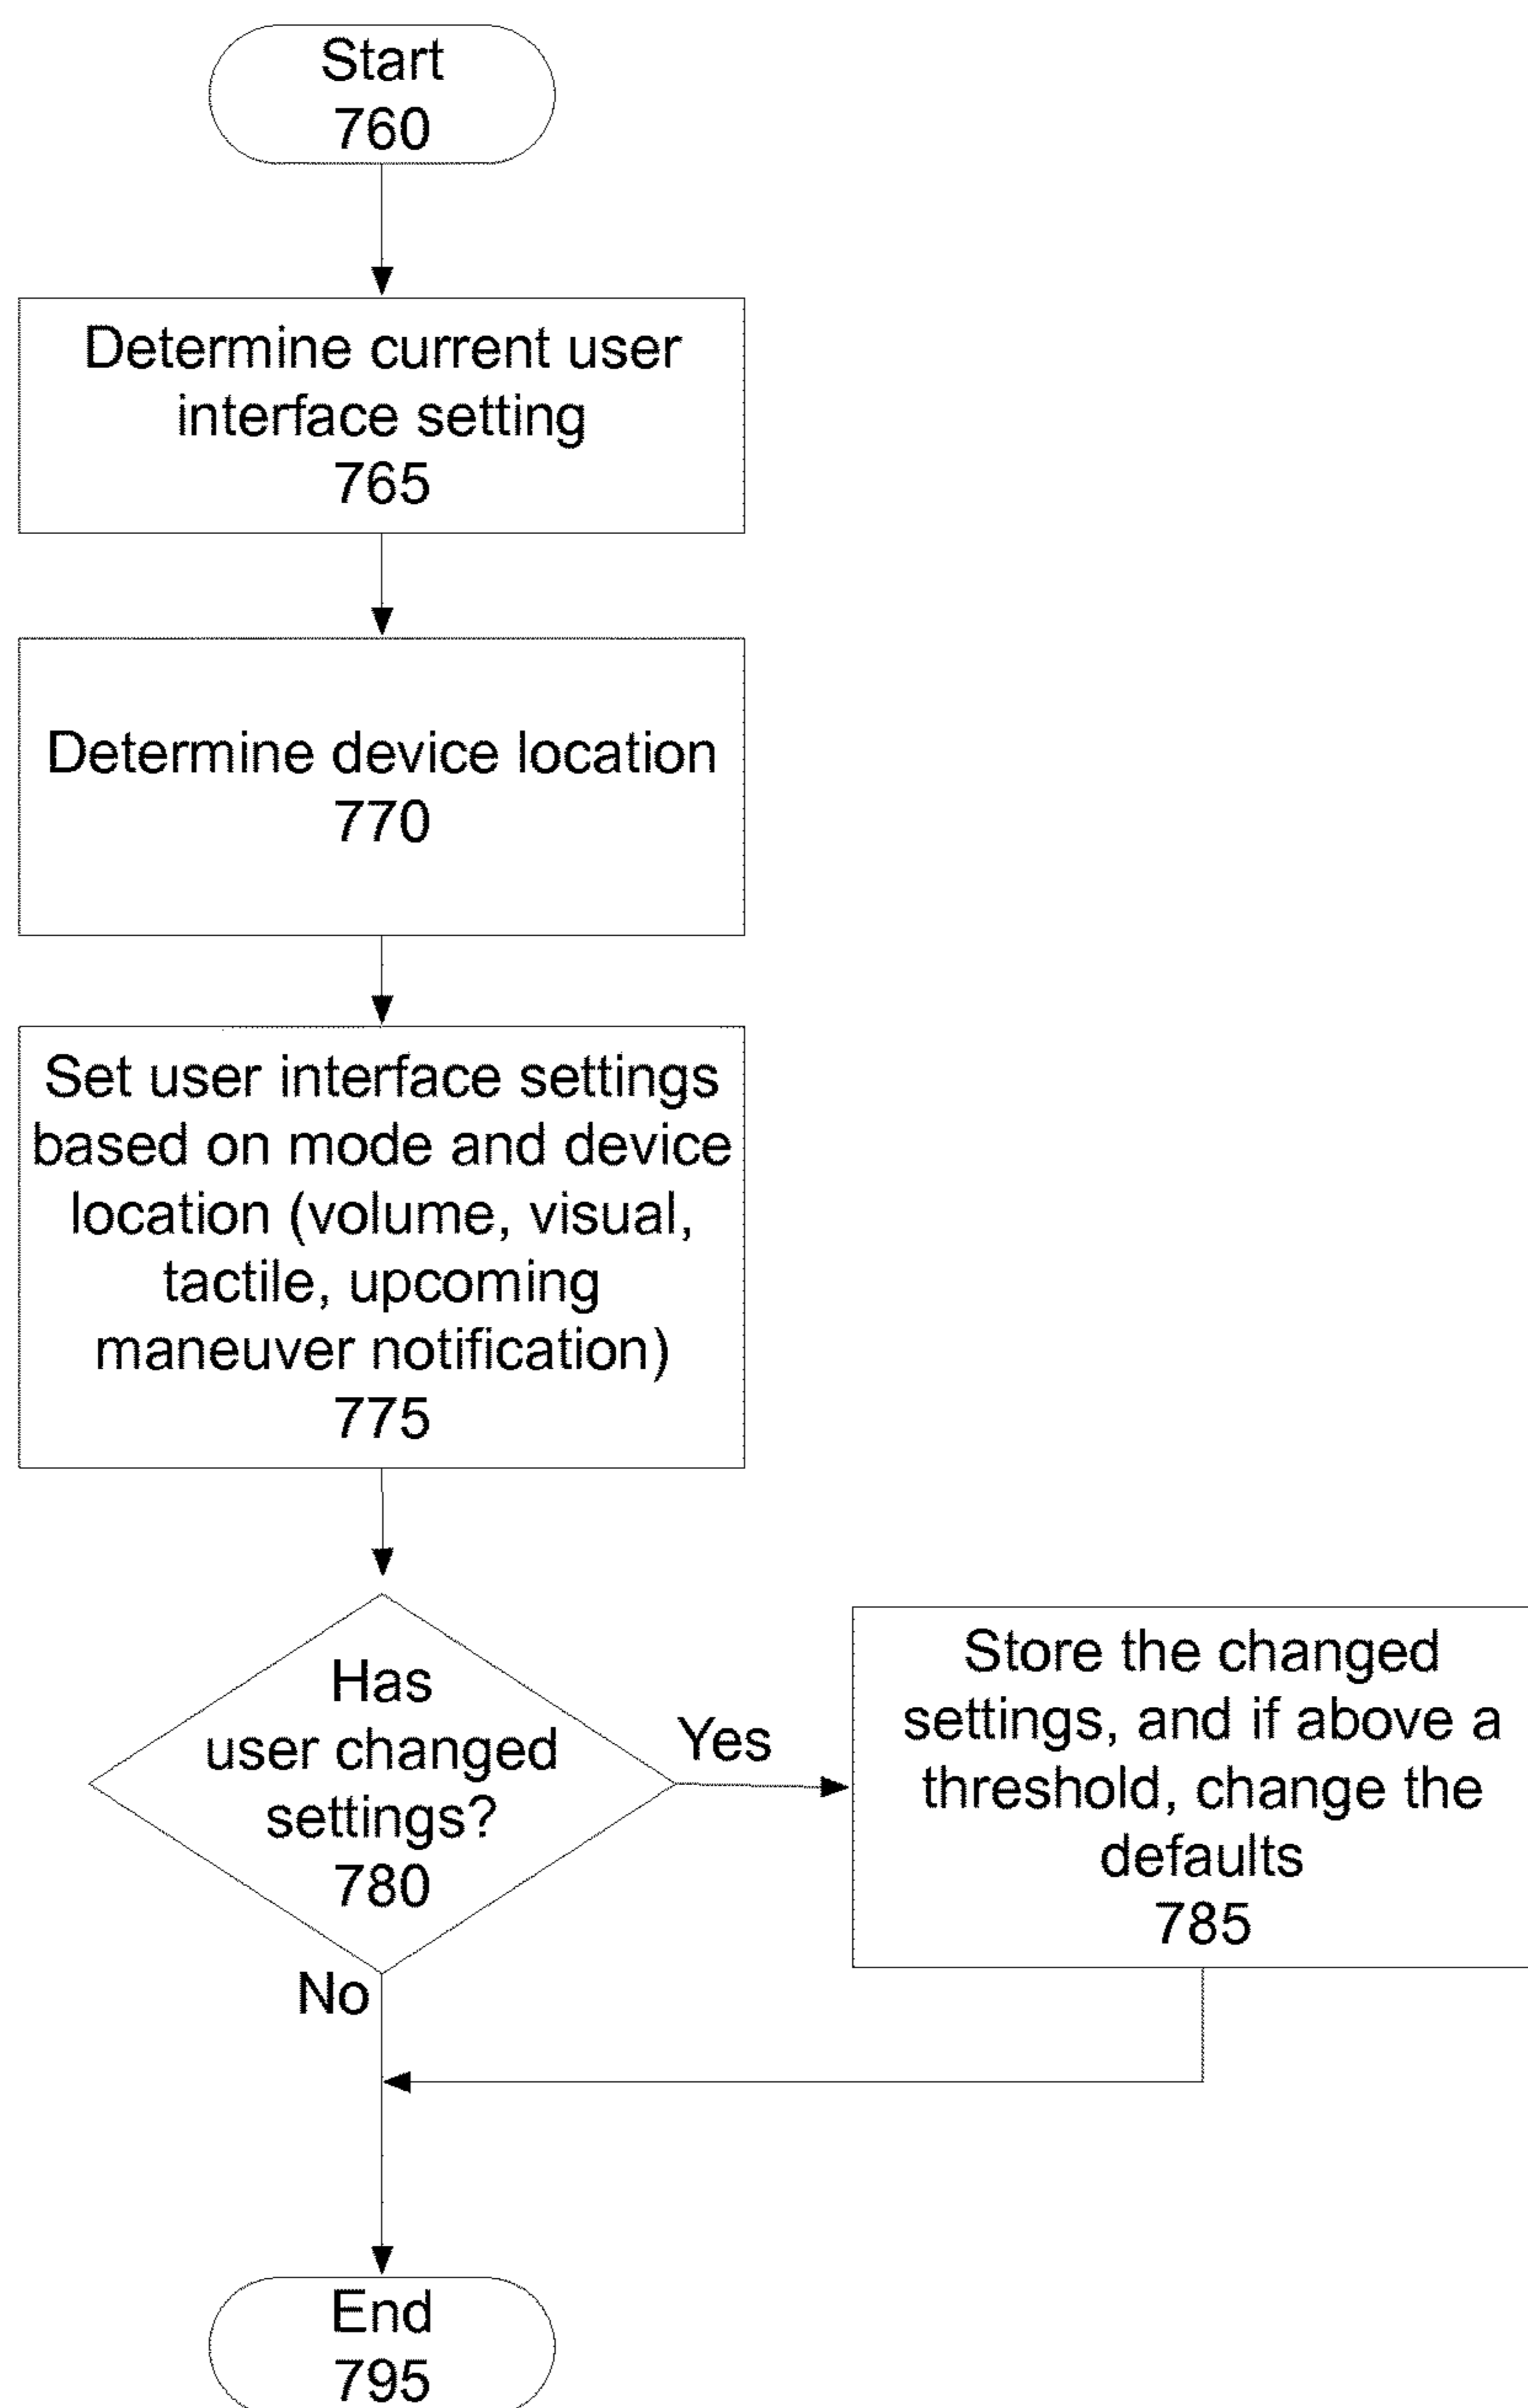 Start
760
Determine current user
interface setting
765
Determine device location
770
Set user interface settings
based on mode and device
location (volume, visual,
tactile, upcoming
maneuver notification)
775
Has
user changed
settings?
780
Yes
Store the changed
settings, and if above a
threshold, change the
defaults
785
No
End
795